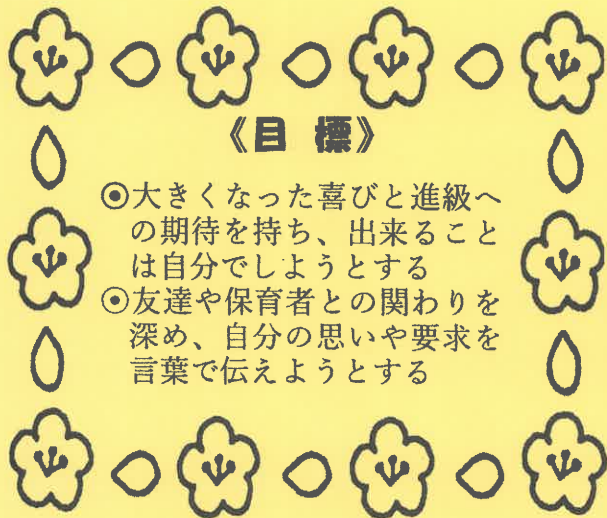 《目 標》
◉大きくなった喜びと進級へ
の期待を持ち、出来ること
は自分でしようとする
◉友達や保育者との関わりを
深め、自分の思いや要求を
言葉で伝えようとする